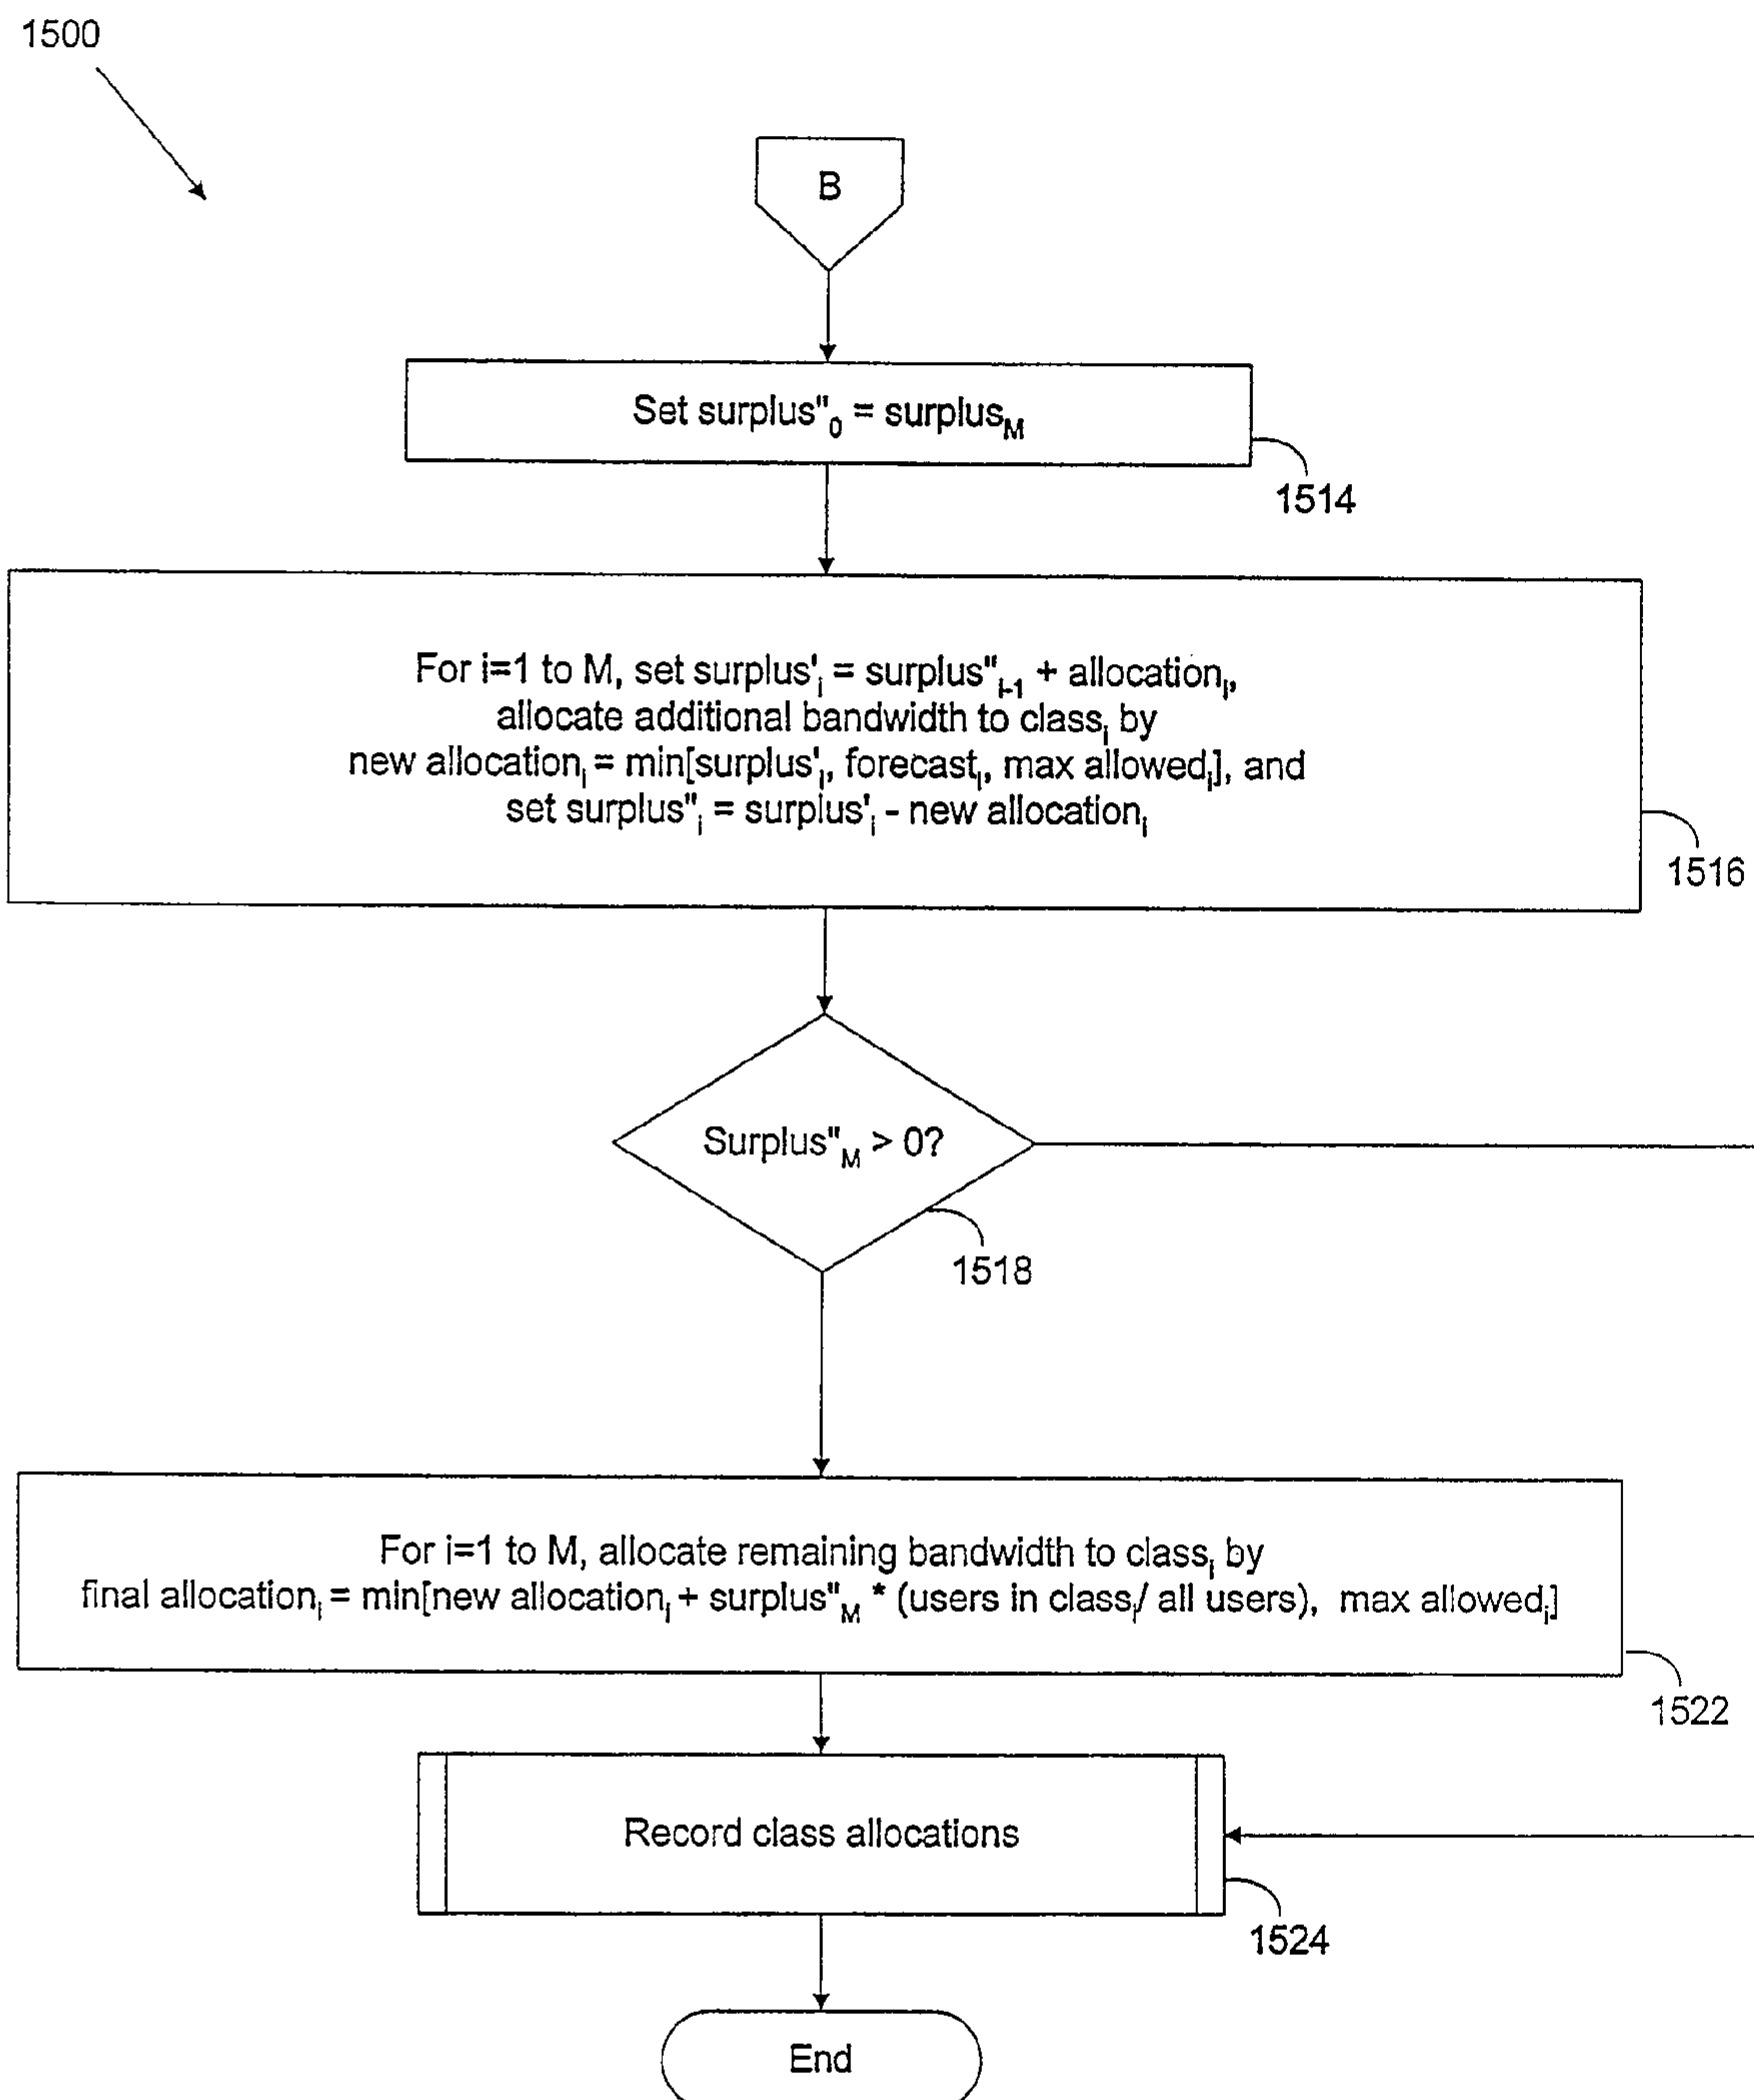 1500
B
Set surplus"₀ = surplus_M
1514
For i=1 to M, set surplus'ᵢ = surplus"ᵢ₋₁ + allocationᵢ,
allocate additional bandwidth to classᵢ by
new allocationᵢ = min[surplus'ᵢ, forecastᵢ, max allowedᵢ], and
set surplus"ᵢ = surplus'ᵢ - new allocationᵢ
1516
Surplus"_M > 0?
1518
For i=1 to M, allocate remaining bandwidth to classᵢ by
final allocationᵢ = min[new allocationᵢ + surplus"_M * (users in classᵢ/ all users), max allowedᵢ]
1522
Record class allocations
1524
End